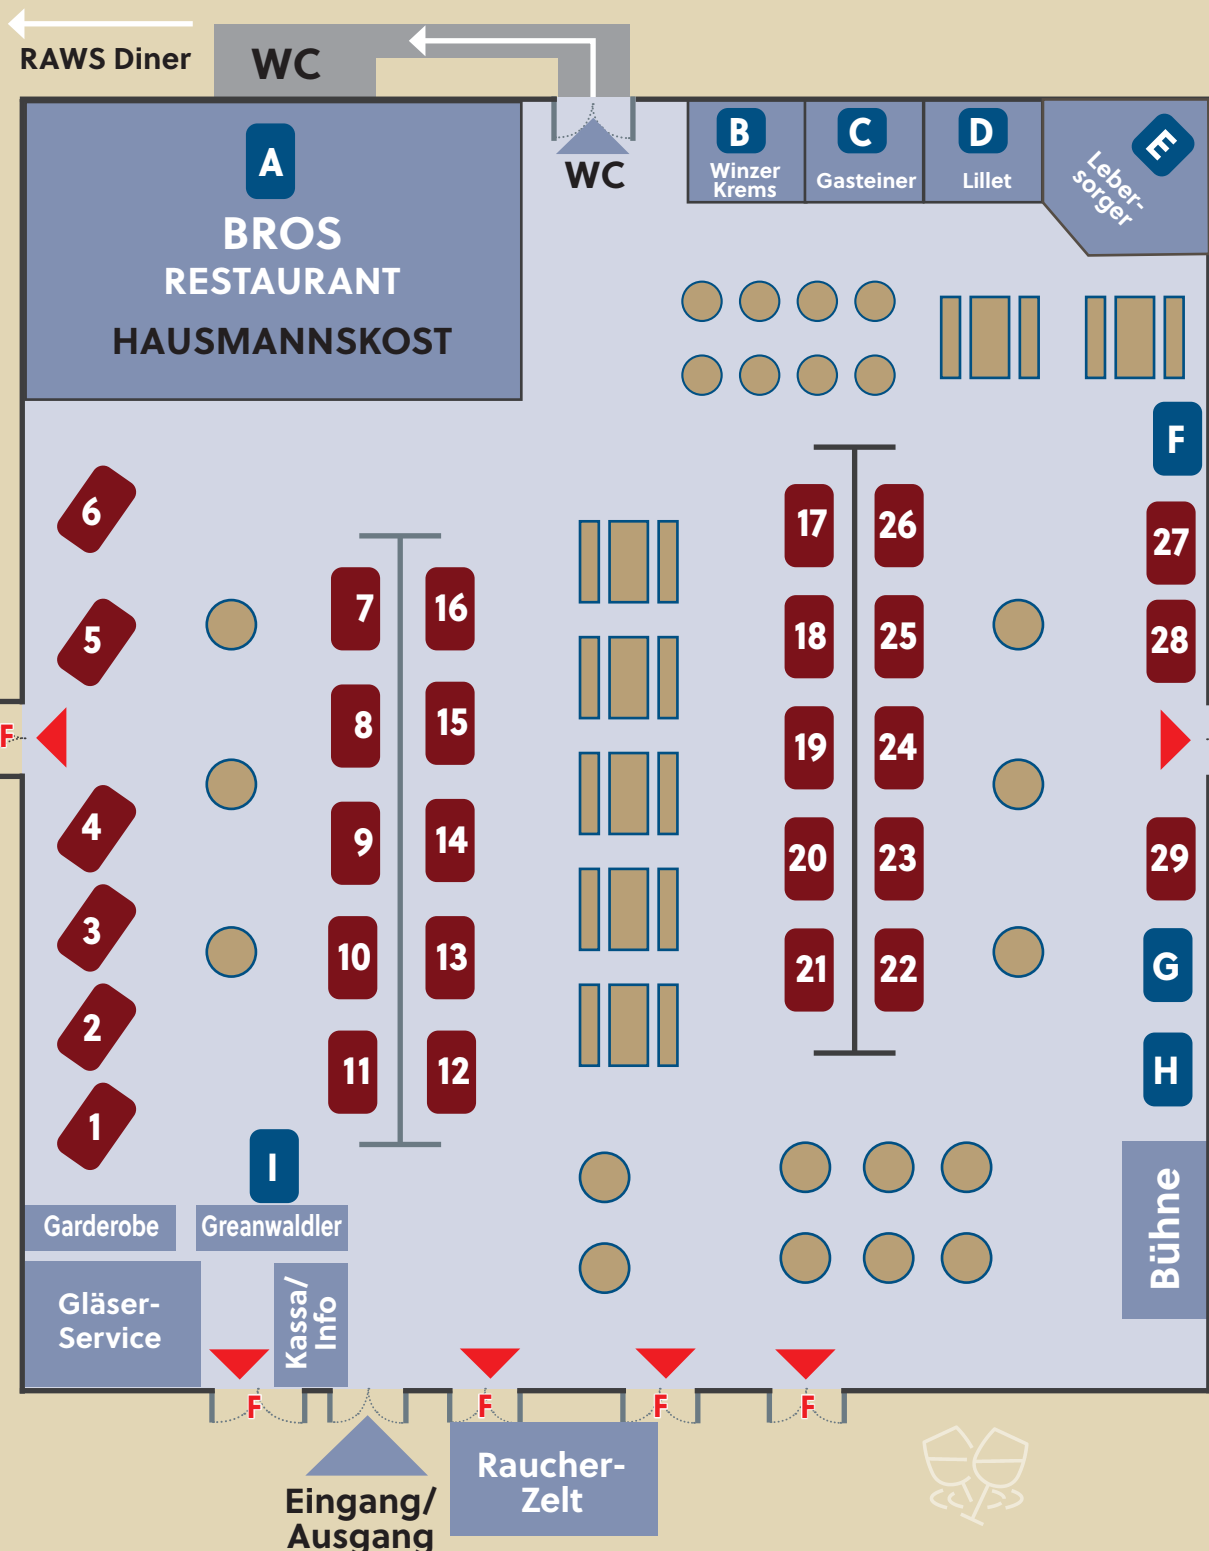 RAWS Diner
WC
WC
A
BROS
RESTAURANT
HAUSMANNSKOST
B
Winzer
Krems
C
Gasteiner
D
Lillet
E
Leber-
sorger
F
6
5
4
3
2
1
7
8
9
10
11
16
15
14
13
12
17
18
19
20
21
26
25
24
23
22
27
28
29
G
H
F
I
Garderobe
Greanwaldler
Gläser-
Service
Kassa/
Info
Bühne
F
F
F
F
Eingang/
Ausgang
Raucher-
Zelt